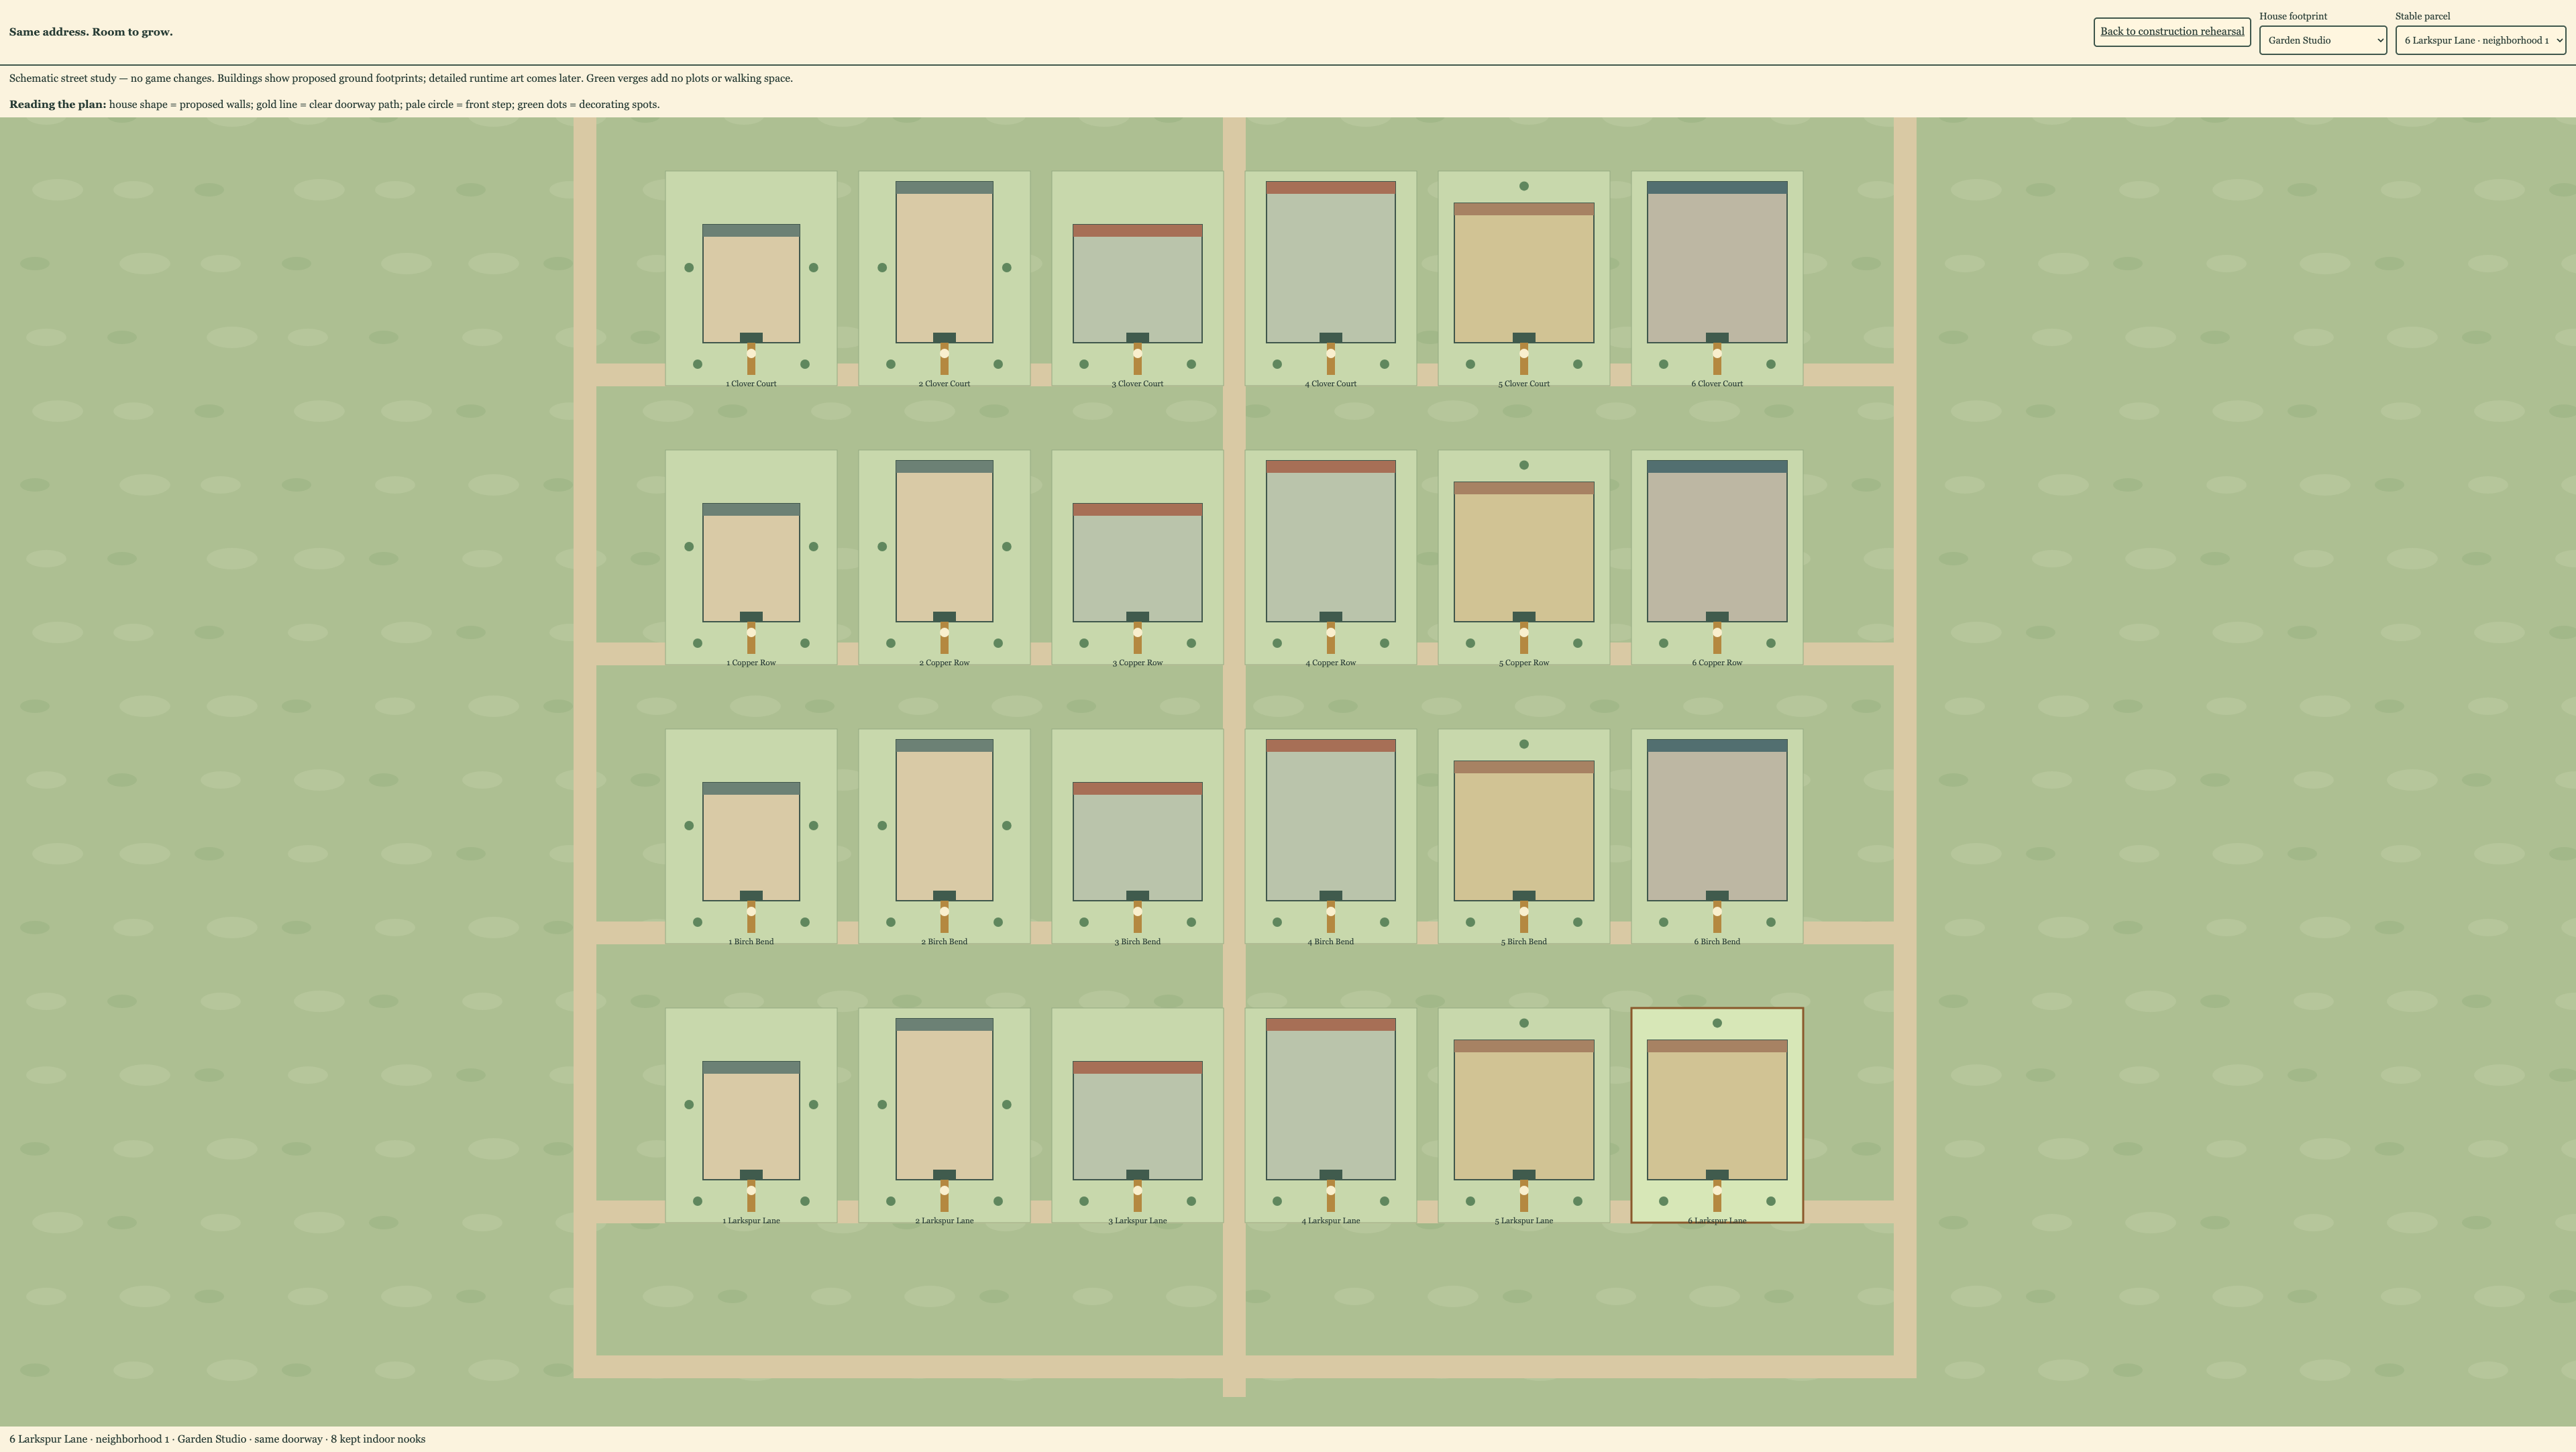 Same address. Room to grow.
Back to construction rehearsal
House footprint
Garden Studio
Stable parcel
6 Larkspur Lane · neighborhood 1
Schematic street study — no game changes. Buildings show proposed ground footprints; detailed runtime art comes later. Green verges add no plots or walking space.
Reading the plan: house shape = proposed walls; gold line = clear doorway path; pale circle = front step; green dots = decorating spots.
1 Clover Court
2 Clover Court
3 Clover Court
4 Clover Court
5 Clover Court
6 Clover Court
1 Copper Row
2 Copper Row
3 Copper Row
4 Copper Row
5 Copper Row
6 Copper Row
1 Birch Bend
2 Birch Bend
3 Birch Bend
4 Birch Bend
5 Birch Bend
6 Birch Bend
1 Larkspur Lane
2 Larkspur Lane
3 Larkspur Lane
4 Larkspur Lane
5 Larkspur Lane
6 Larkspur Lane
6 Larkspur Lane · neighborhood 1 · Garden Studio · same doorway · 8 kept indoor nooks